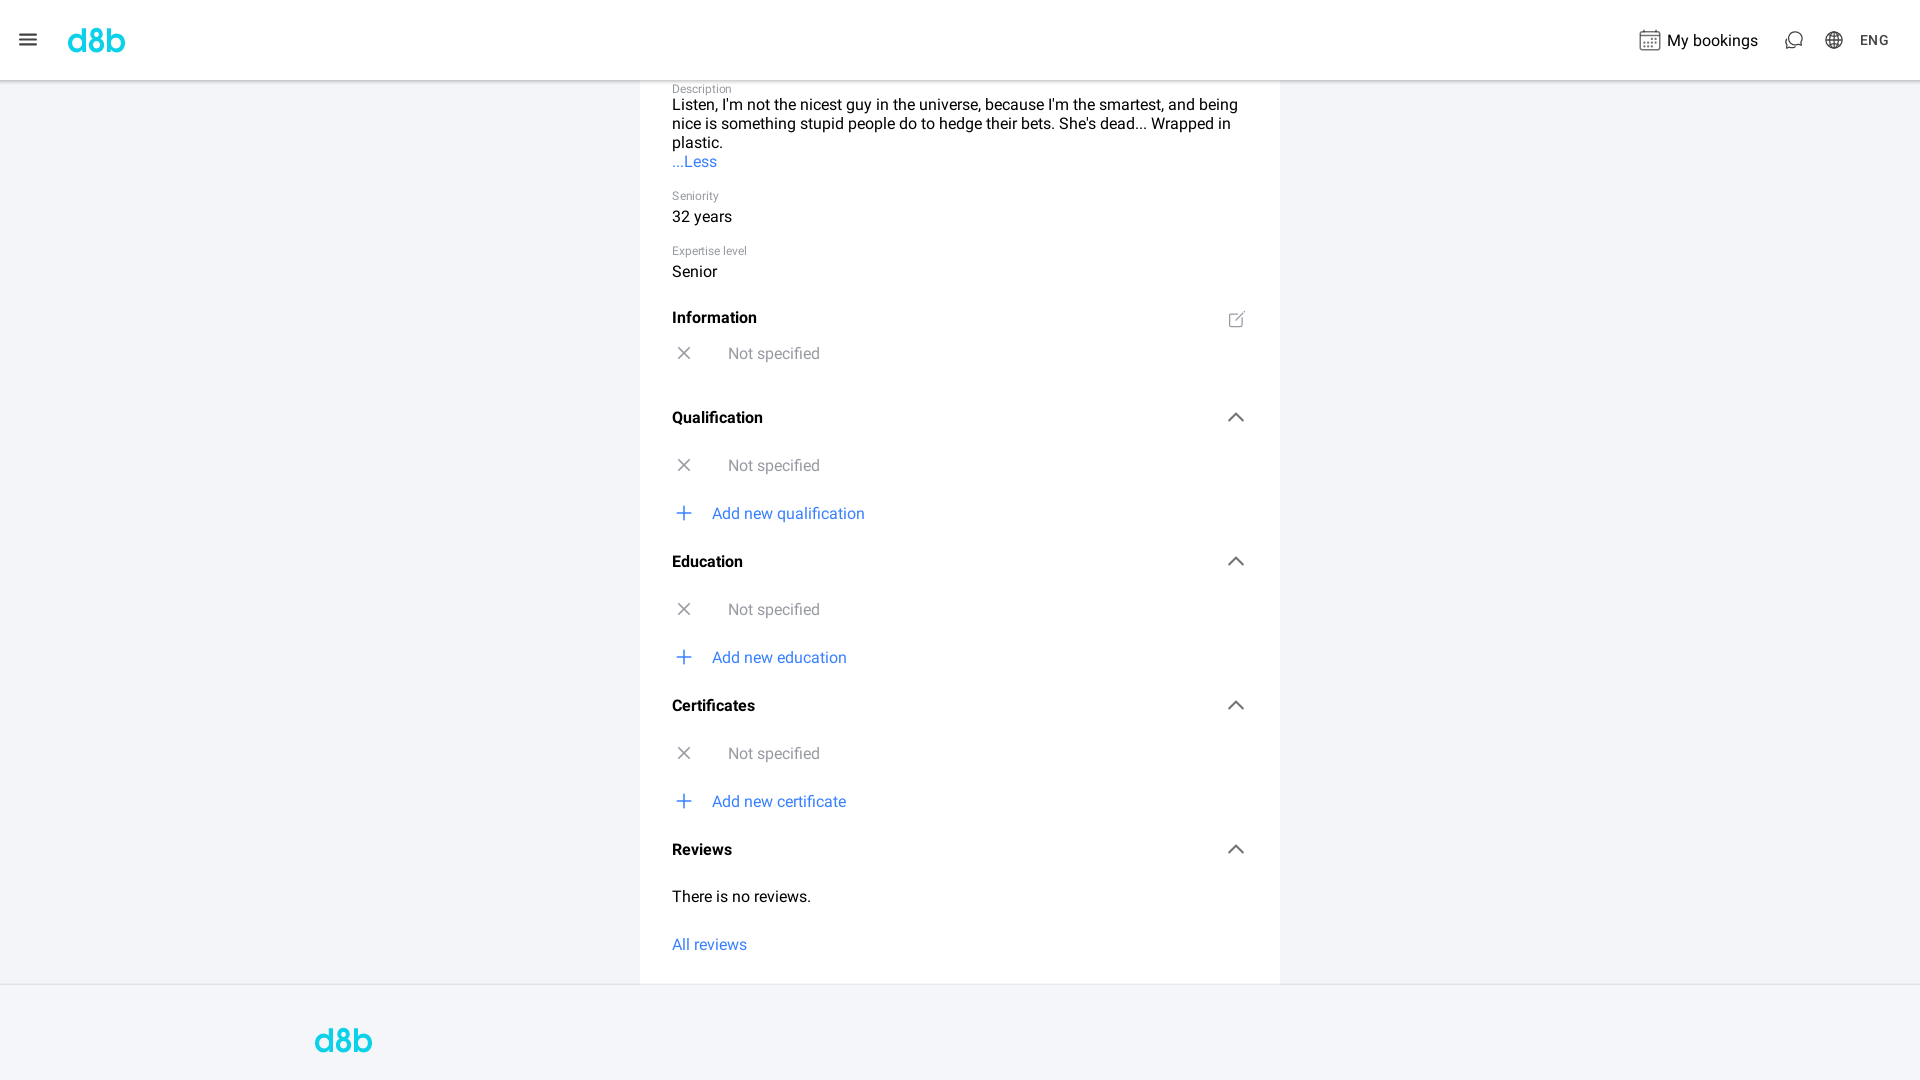 d8b
My bookings
ENG
Description
Listen, I'm not the nicest guy in the universe, because I'm the smartest, and being
nice is something stupid people do to hedge their bets. She's dead... Wrapped in
plastic.
...Less
Seniority
32 years
Expertise level
Senior
Information
Not specified
Qualification
Not specified
Add new qualification
Education
Not specified
Add new education
Certificates
Not specified
Add new certificate
Reviews
There is no reviews.
All reviews
d8b